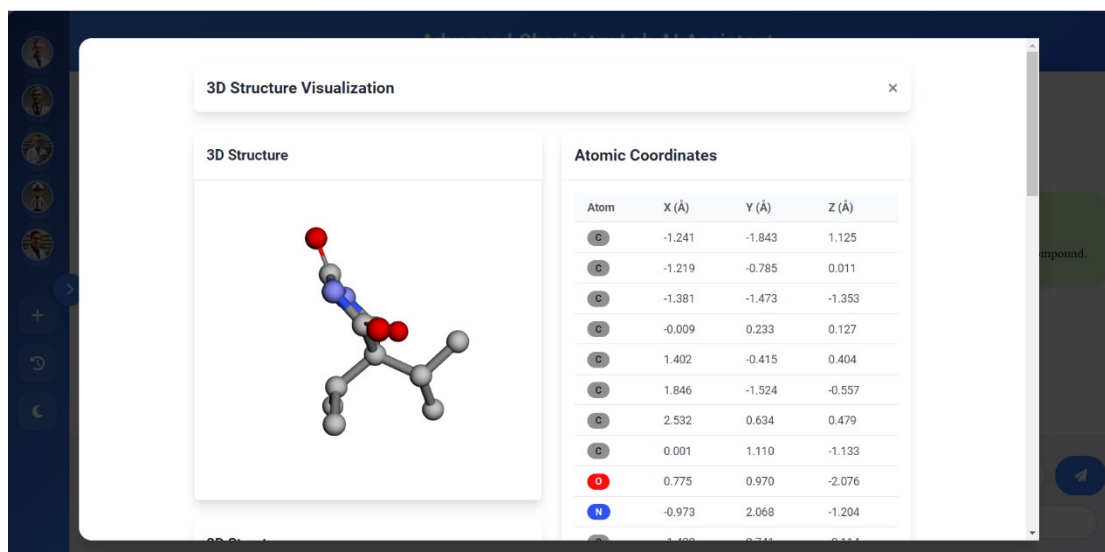 3D Structure Visualization ×
3D Structure
Atomic Coordinates
Atom X (Å) Y (Å) Z (Å)
C -1.241 -1.843 1.125
C -1.219 -0.785 0.011
C -1.381 -1.473 -1.353
C -0.009 0.233 0.127
C 1.402 -0.415 0.404
C 1.846 -1.524 -0.557
C 2.532 0.634 0.479
C 0.001 1.110 -1.133
O 0.775 0.970 -2.076
N -0.973 2.068 -1.204
ompound.